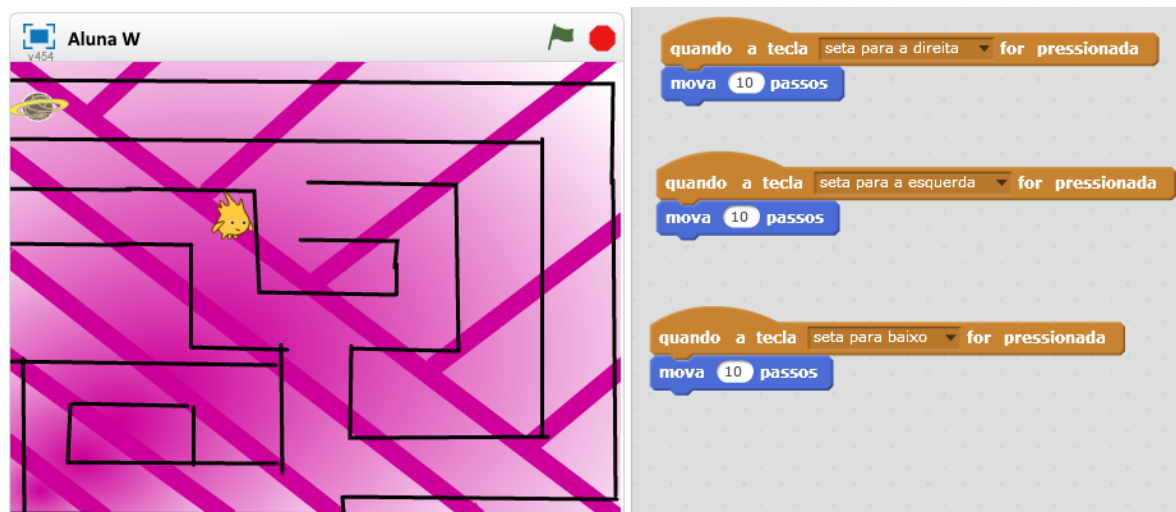 Aluna W
v454
quando a tecla seta para a direita for pressionada
mova 10 passos
quando a tecla seta para a esquerda for pressionada
mova 10 passos
quando a tecla seta para baixo for pressionada
mova 10 passos